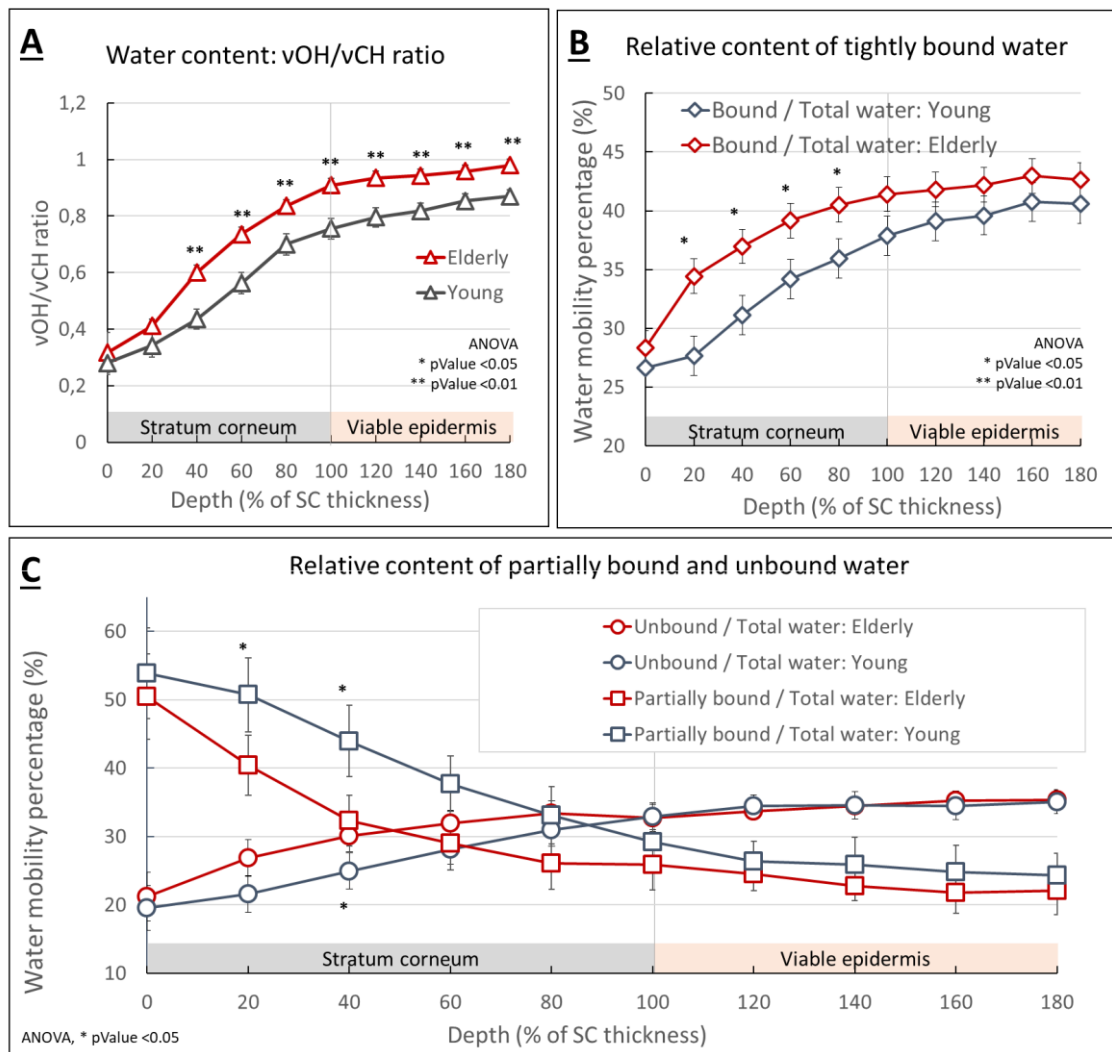 A
Water content: vOH/vCH ratio
1,2
1
0,8
0,6
0,4
0,2
0
vOH/vCH ratio
**
**
**
**
**
**
**
**
Elderly
Young
ANOVA
* pValue <0.05
** pValue <0.01
Stratum corneum
Viable epidermis
0 20 40 60 80 100 120 140 160 180
Depth (% of SC thickness)
B
Relative content of tightly bound water
50
45
40
35
30
25
20
Water mobility percentage (%)
Bound / Total water: Young
Bound / Total water: Elderly
*
*
*
*
ANOVA
* pValue <0.05
** pValue <0.01
Stratum corneum
Viable epidermis
0 20 40 60 80 100 120 140 160 180
Depth (% of SC thickness)
C
Relative content of partially bound and unbound water
60
50
40
30
20
10
Water mobility percentage (%)
Unbound / Total water: Elderly
Unbound / Total water: Young
Partially bound / Total water: Elderly
Partially bound / Total water: Young
*
*
*
Stratum corneum
Viable epidermis
0 20 40 60 80 100 120 140 160 180
Depth (% of SC thickness)
ANOVA, * pValue <0.05